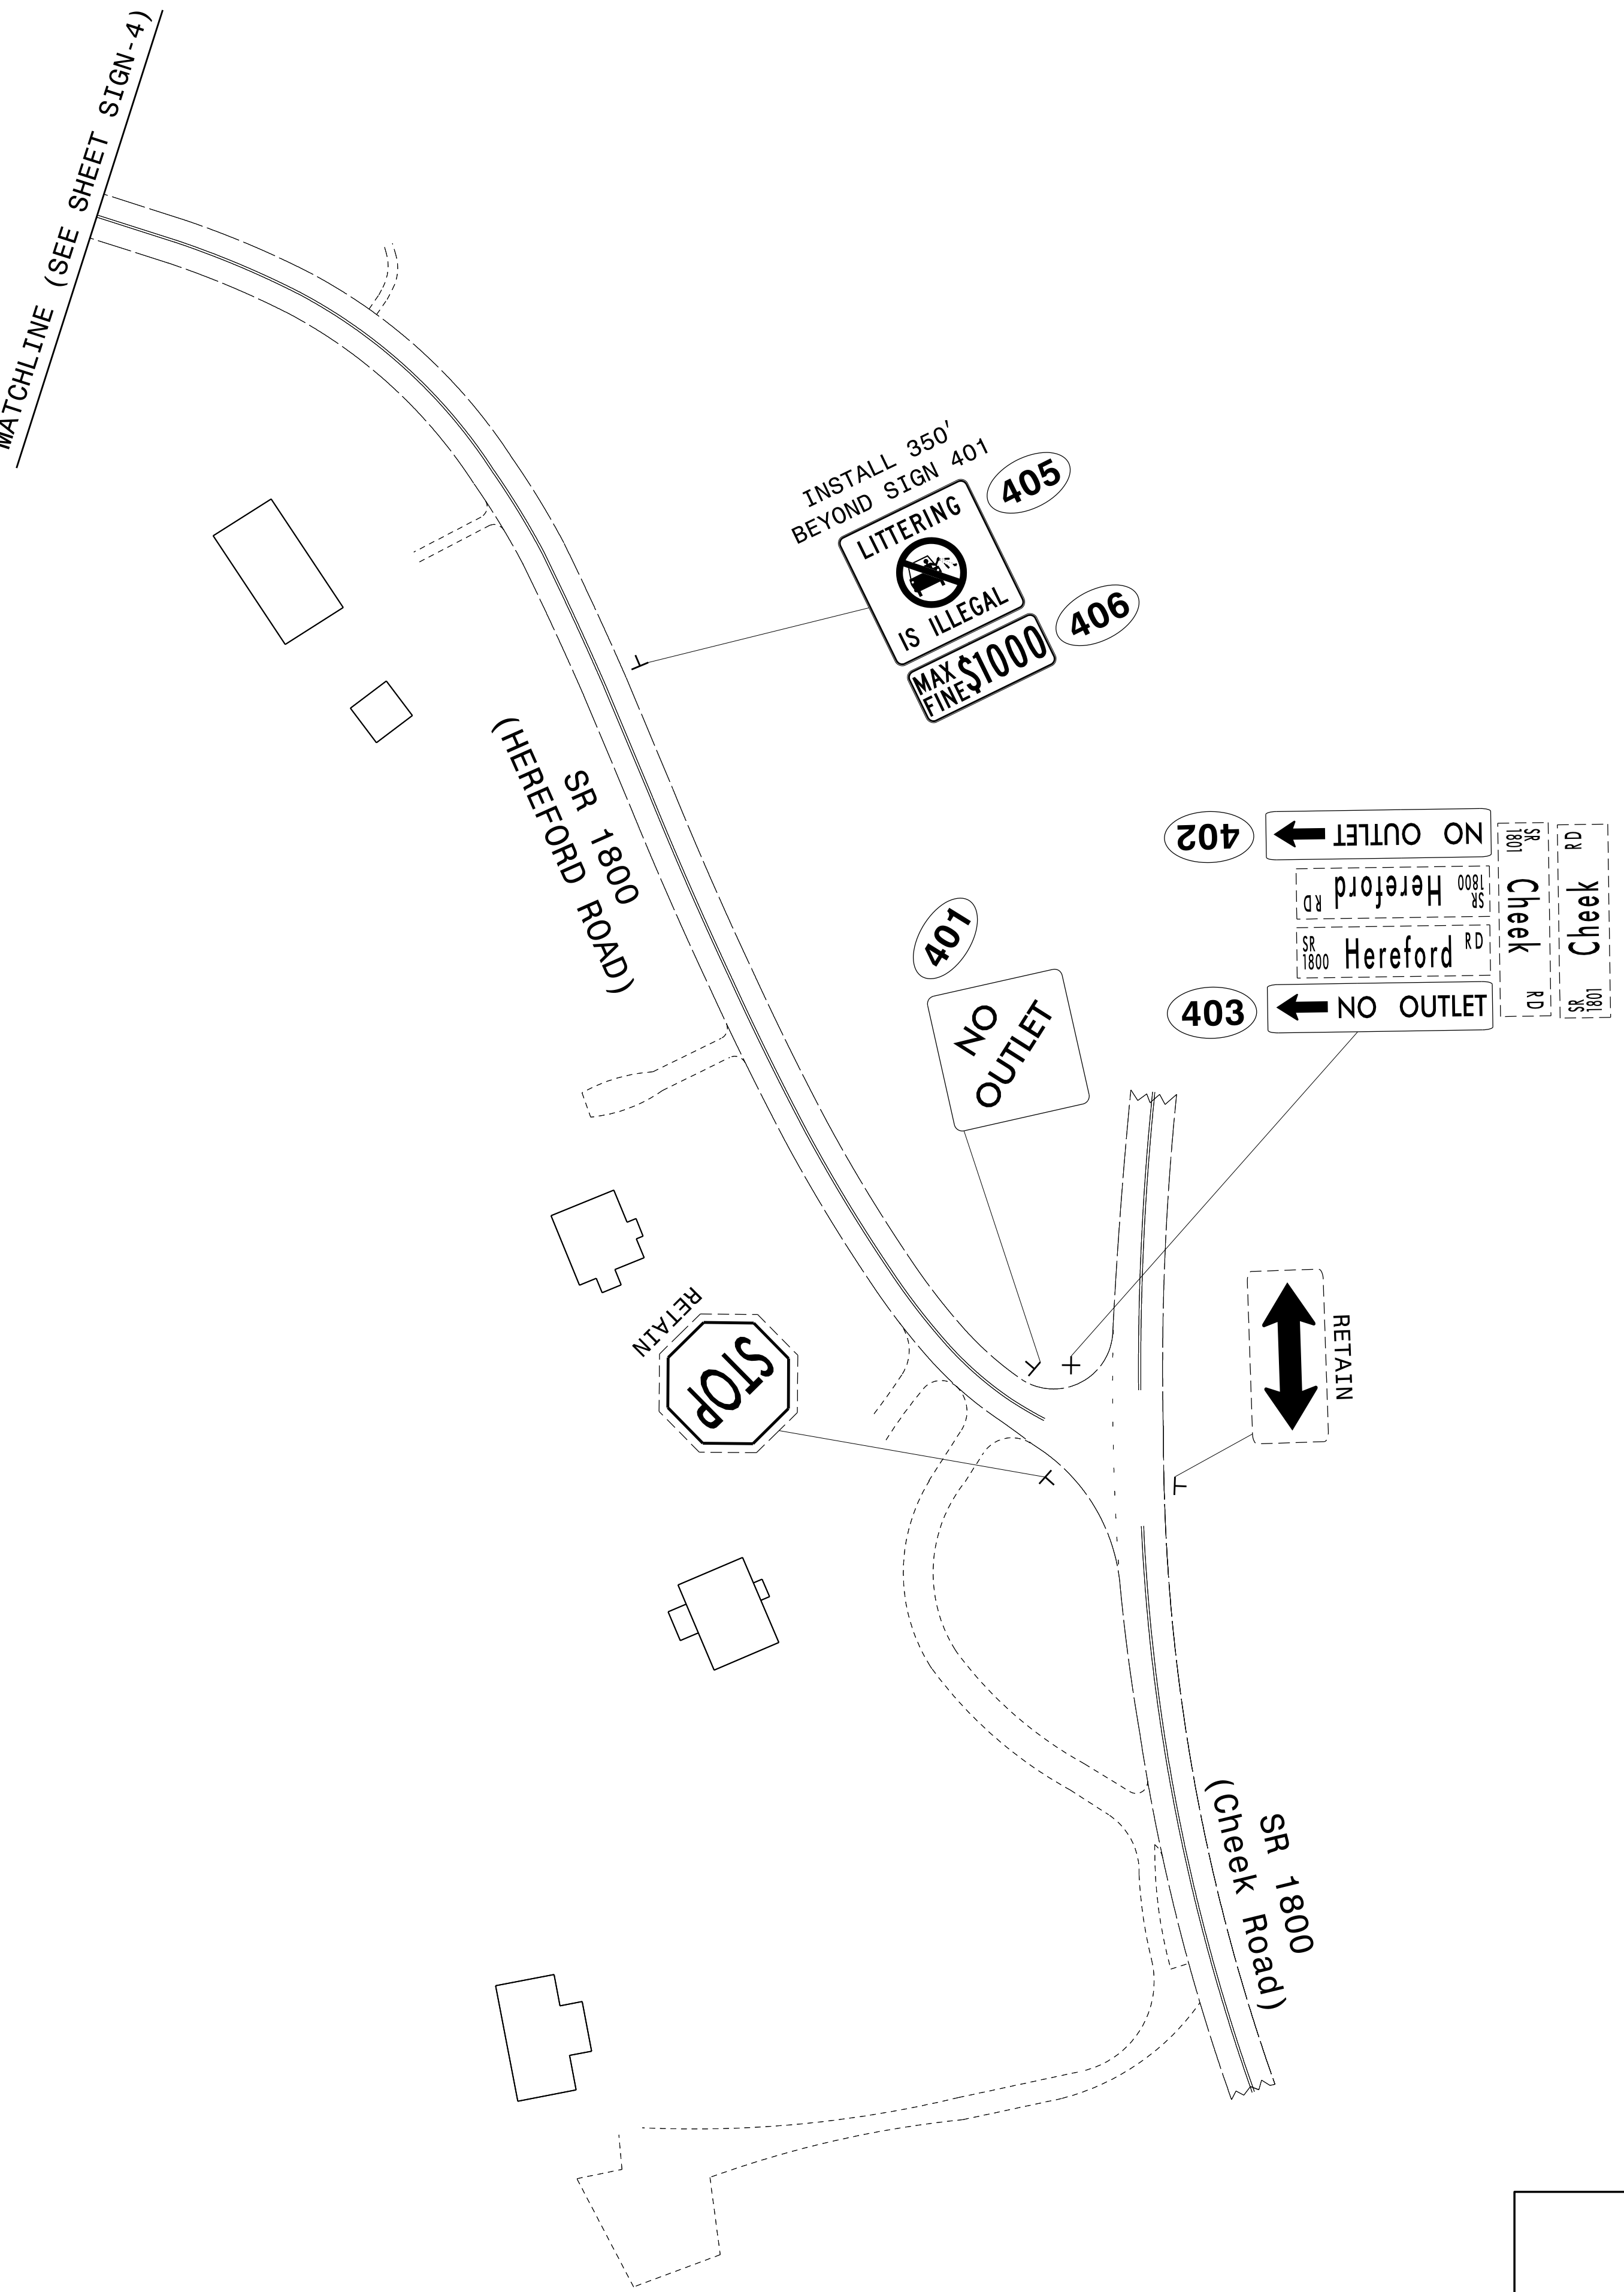 MATCHLINE (SEE SHEET SIGN-4)
INSTALL 350'
BEYOND SIGN 401
405
LITTERING
IS ILLEGAL
406
MAX
FINE
$1000
SR 1800
(HEREFORD ROAD)
402
NO OUTLET
SR
1800
Hereford
RD
SR
1800
Hereford
RD
403
NO OUTLET
SR
1801
Cheek
RD
SR
1801
Cheek
RD
401
NO
OUTLET
RETAIN
STOP
RETAIN
SR 1800
(Cheek Road)